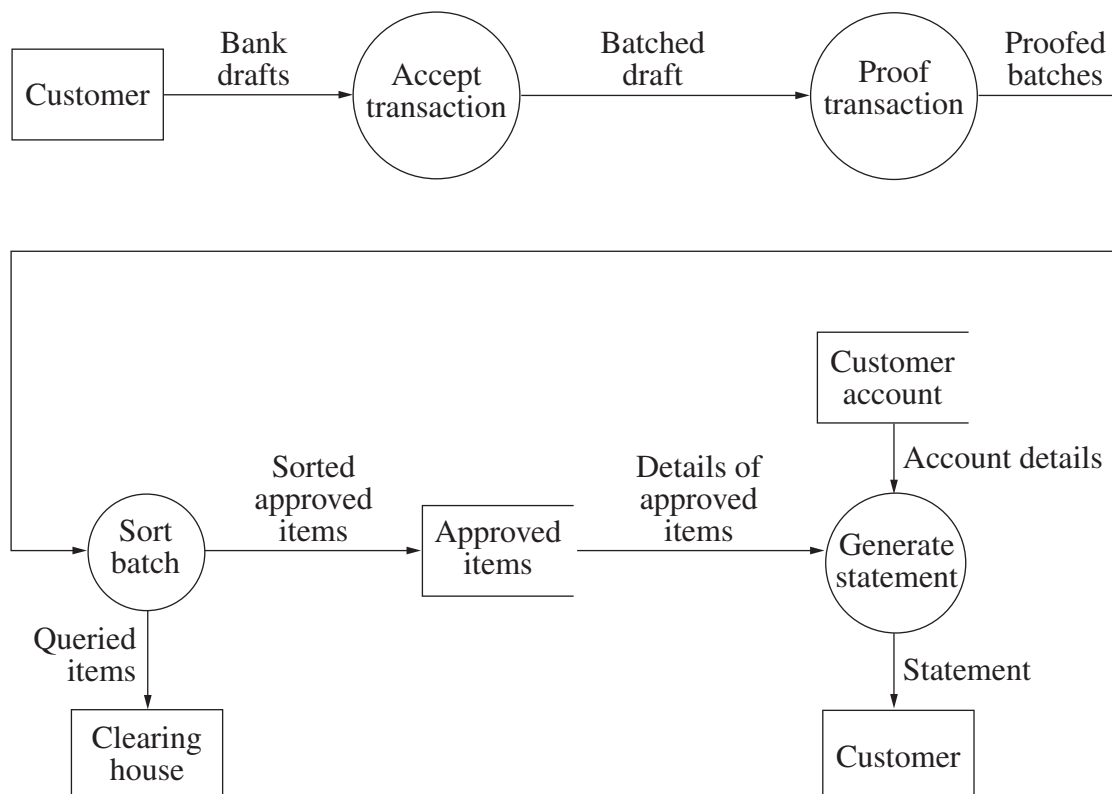 Customer
Bank
drafts
Accept
transaction
Batched
draft
Proof
transaction
Proofed
batches
Customer
account
Account details
Sort
batch
Sorted
approved
items
Approved
items
Details of
approved
items
Generate
statement
Queried
items
Statement
Clearing
house
Customer